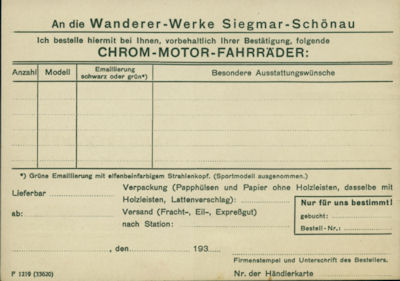 An die Wanderer-Werke Siegmar-Schönau
Ich bestelle hiermit bei Ihnen, vorbehaltlich Ihrer Bestätigung, folgende
CHROM-MOTOR-FAHRRÄDER:
Anzahl Modell Emaillierung schwarz oder grün*) Besondere Ausstattungswünsche
*) Grüne Emaillierung mit elfenbeinfarbigem Strahlenkopf. (Sportmodell ausgenommen.)
Lieferbar
ab:
Verpackung (Papphülsen und Papier ohne Holzleisten, dasselbe mit
Holzleisten, Lattenverschlag):
Versand (Fracht-, Eil-, Expreßgut)
nach Station:
Nur für uns bestimmt!
gebucht:
Bestell-Nr.:
, den 193
Firmenstempel und Unterschrift des Bestellers.
Nr. der Händlerkarte
P 1219 (33620)